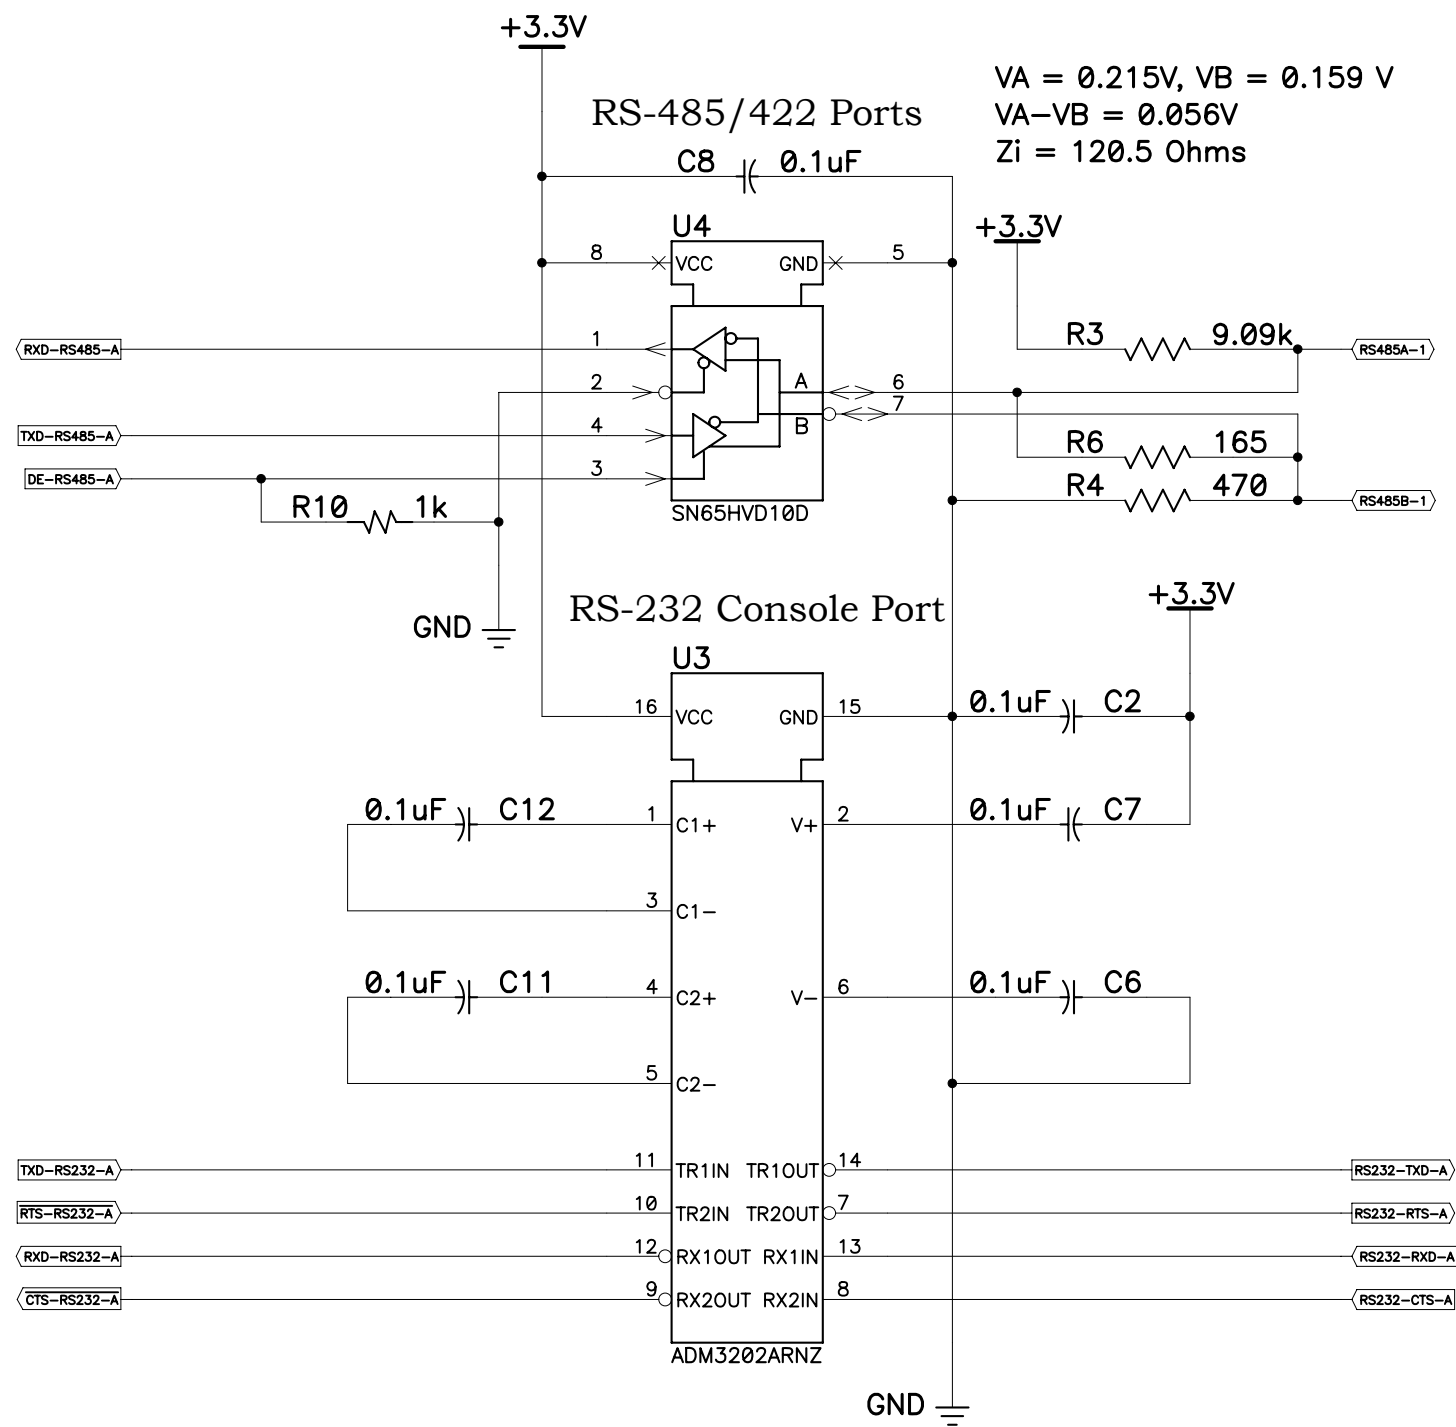 +3.3V
VA = 0.215V, VB = 0.159 V
VA-VB = 0.056V
Zi = 120.5 Ohms
RS-485/422 Ports
C8 0.1uF
U4
+3.3V
8 VCC GND 5
RXD-RS485-A 1
R3 9.09k RS485A-1
2 A 6
B 7
TXD-RS485-A 4
R6 165
DE-RS485-A 3
R4 470 RS485B-1
R10 1k
SN65HVD10D
GND
RS-232 Console Port
+3.3V
U3
16 VCC GND 15
0.1uF C2
0.1uF C12 1 C1+ V+ 2 0.1uF C7
3 C1-
0.1uF C11 4 C2+ V- 6 0.1uF C6
5 C2-
TXD-RS232-A 11 TR1IN TR1OUT 14 RS232-TXD-A
RTS-RS232-A 10 TR2IN TR2OUT 7 RS232-RTS-A
RXD-RS232-A 12 RX1OUT RX1IN 13 RS232-RXD-A
CTS-RS232-A 9 RX2OUT RX2IN 8 RS232-CTS-A
ADM3202ARNZ
GND